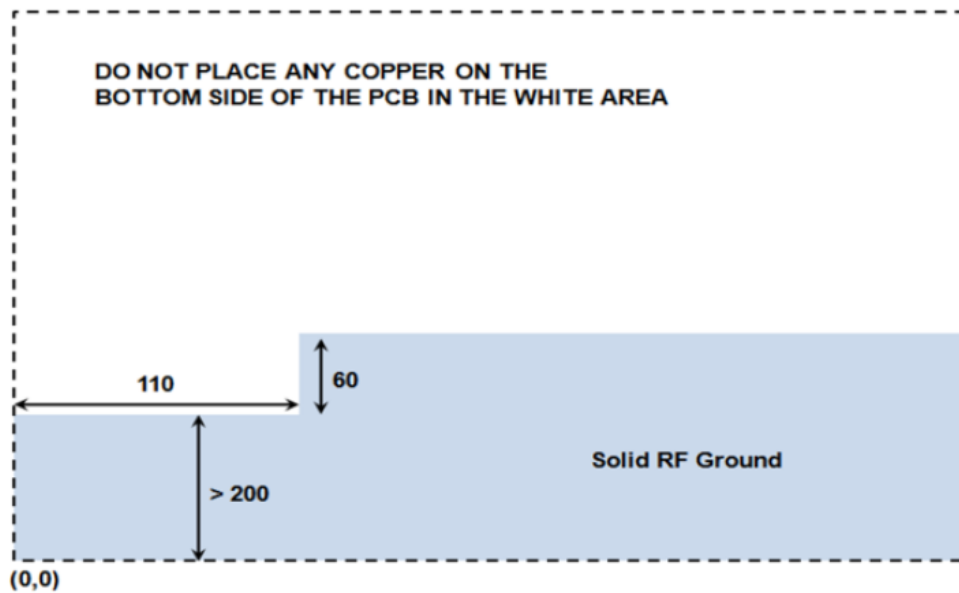 DO NOT PLACE ANY COPPER ON THE
BOTTOM SIDE OF THE PCB IN THE WHITE AREA
110
60
Solid RF Ground
> 200
(0,0)